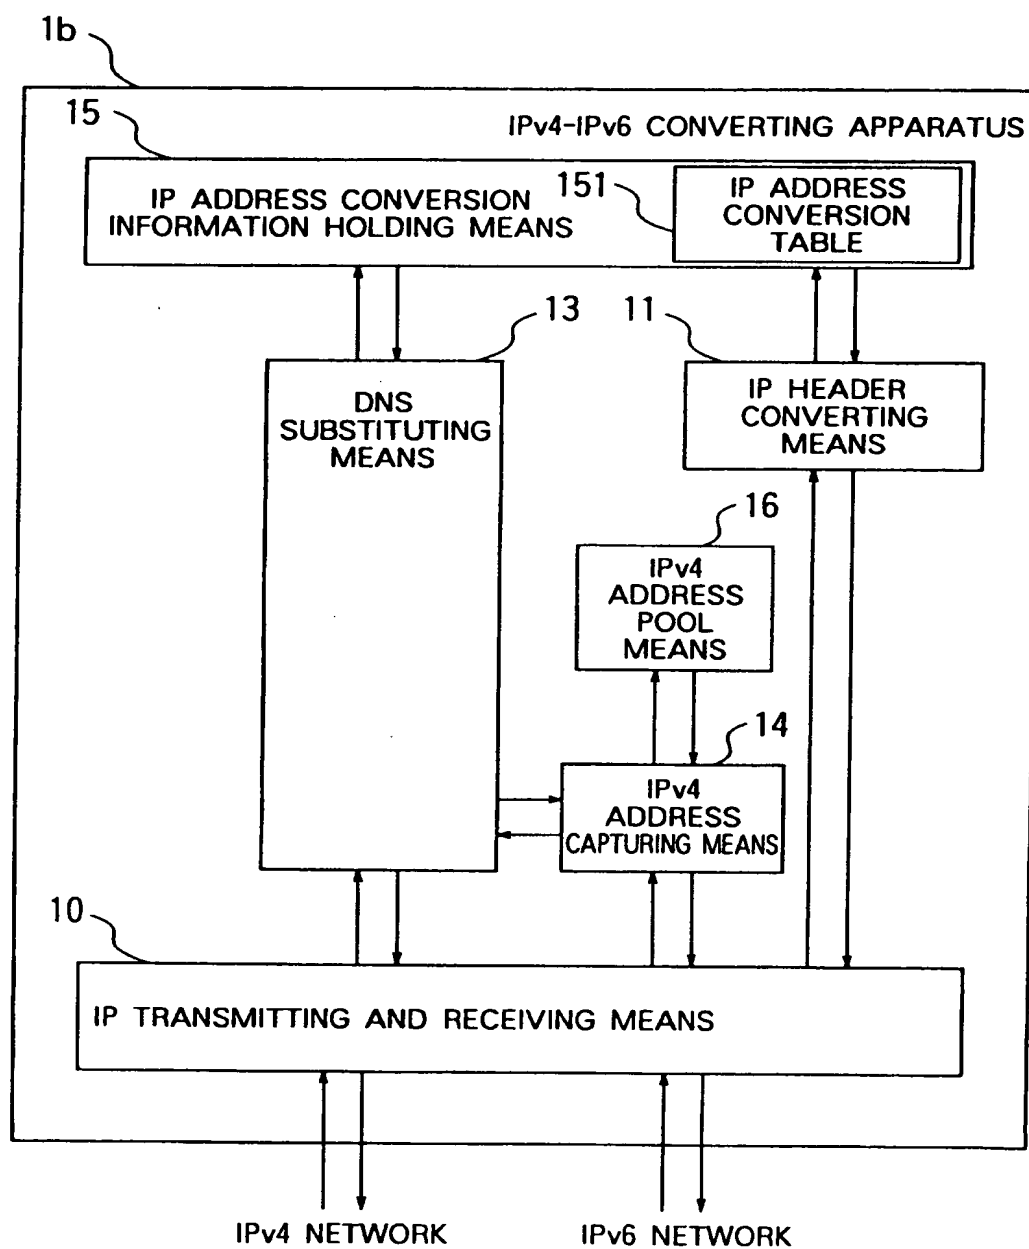 1b
IPv4-IPv6 CONVERTING APPARATUS
15
IP ADDRESS CONVERSION
INFORMATION HOLDING MEANS
151
IP ADDRESS
CONVERSION
TABLE
13
11
DNS
SUBSTITUTING
MEANS
IP HEADER
CONVERTING
MEANS
16
IPv4
ADDRESS
POOL
MEANS
14
IPv4
ADDRESS
CAPTURING MEANS
10
IP TRANSMITTING AND RECEIVING MEANS
IPv4 NETWORK
IPv6 NETWORK